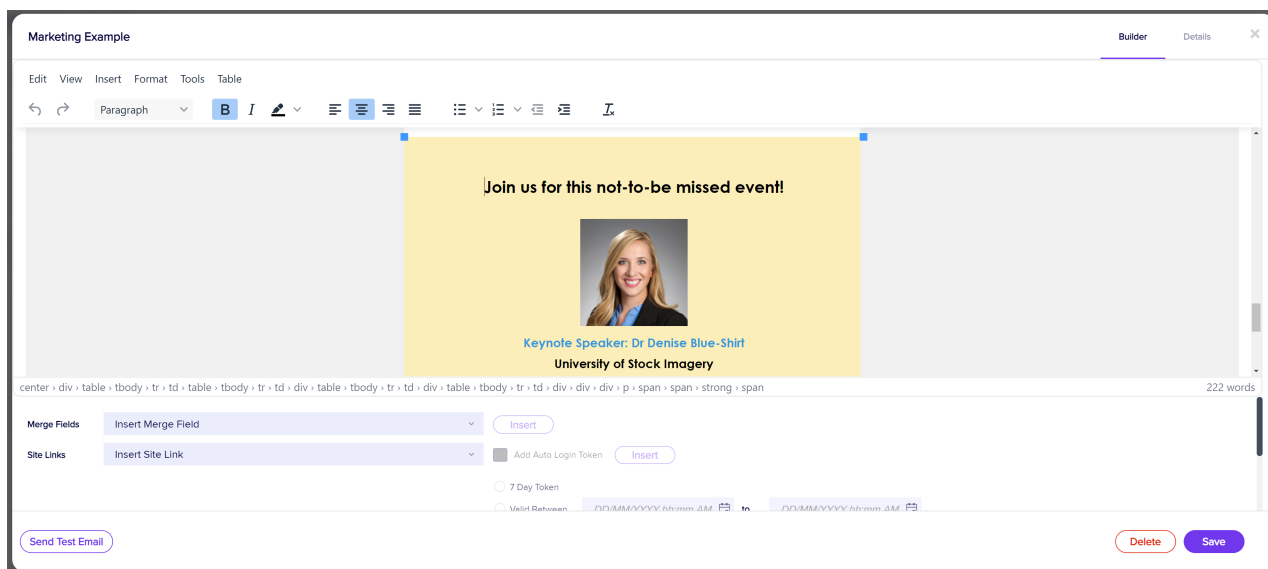 Marketing Example
Builder
Details
Edit View Insert Format Tools Table
Paragraph
B I
Join us for this not-to-be missed event!
Keynote Speaker: Dr Denise Blue-Shirt
University of Stock Imagery
center › div › table › tbody › tr › td › table › tbody › tr › td › div › table › tbody › tr › td › div › table › tbody › tr › td › div › div › div › p › span › span › strong › span
222 words
Merge Fields Insert Merge Field Insert
Site Links Insert Site Link Add Auto Login Token Insert
7 Day Token
Valid Between DD/MM/YYYY hh:mm AM to DD/MM/YYYY hh:mm AM
Send Test Email
Delete
Save